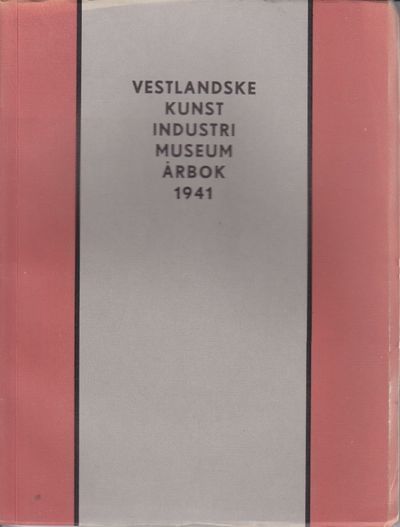 VESTLANDSKE
KUNST
INDUSTRI
MUSEUM
ÅRBOK
1941